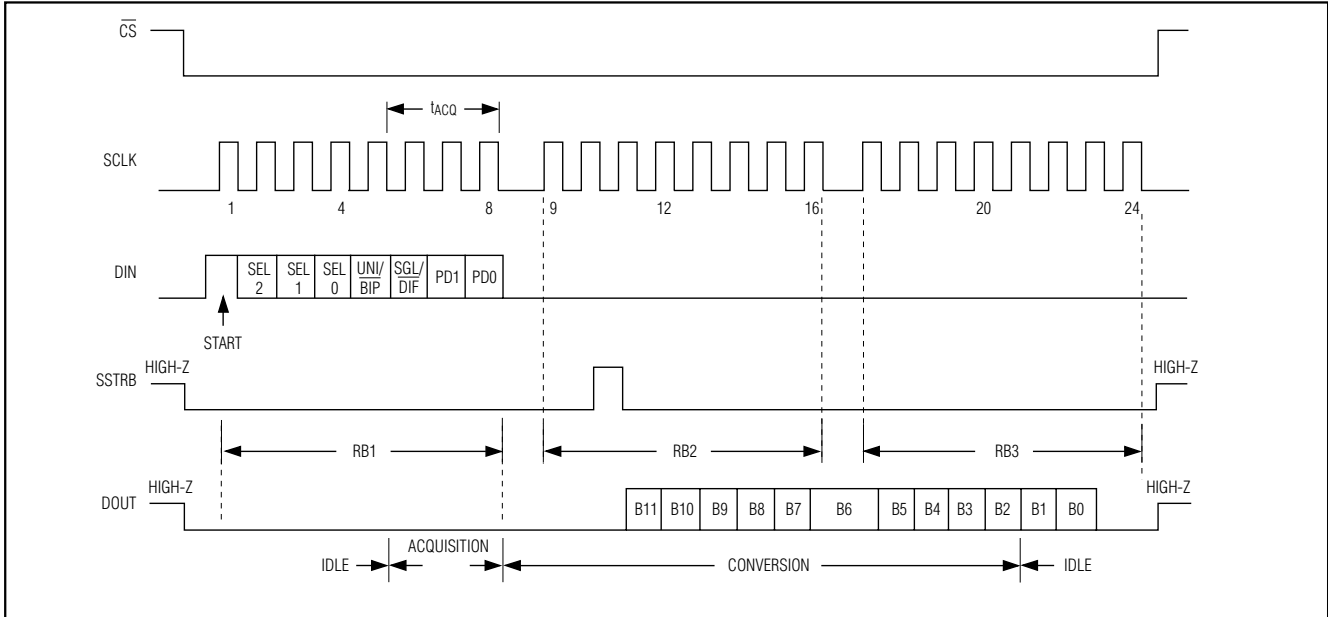 CS
tACQ
SCLK
1 4 8 9 12 16 20 24
DIN
SEL 2
SEL 1
SEL 0
UNI/BIP
SGL/DIF
PD1
PD0
START
HIGH-Z
SSTRB
HIGH-Z
RB1 RB2 RB3
HIGH-Z
DOUT
B11 B10 B9 B8 B7 B6 B5 B4 B3 B2 B1 B0
HIGH-Z
IDLE
ACQUISITION
CONVERSION
IDLE